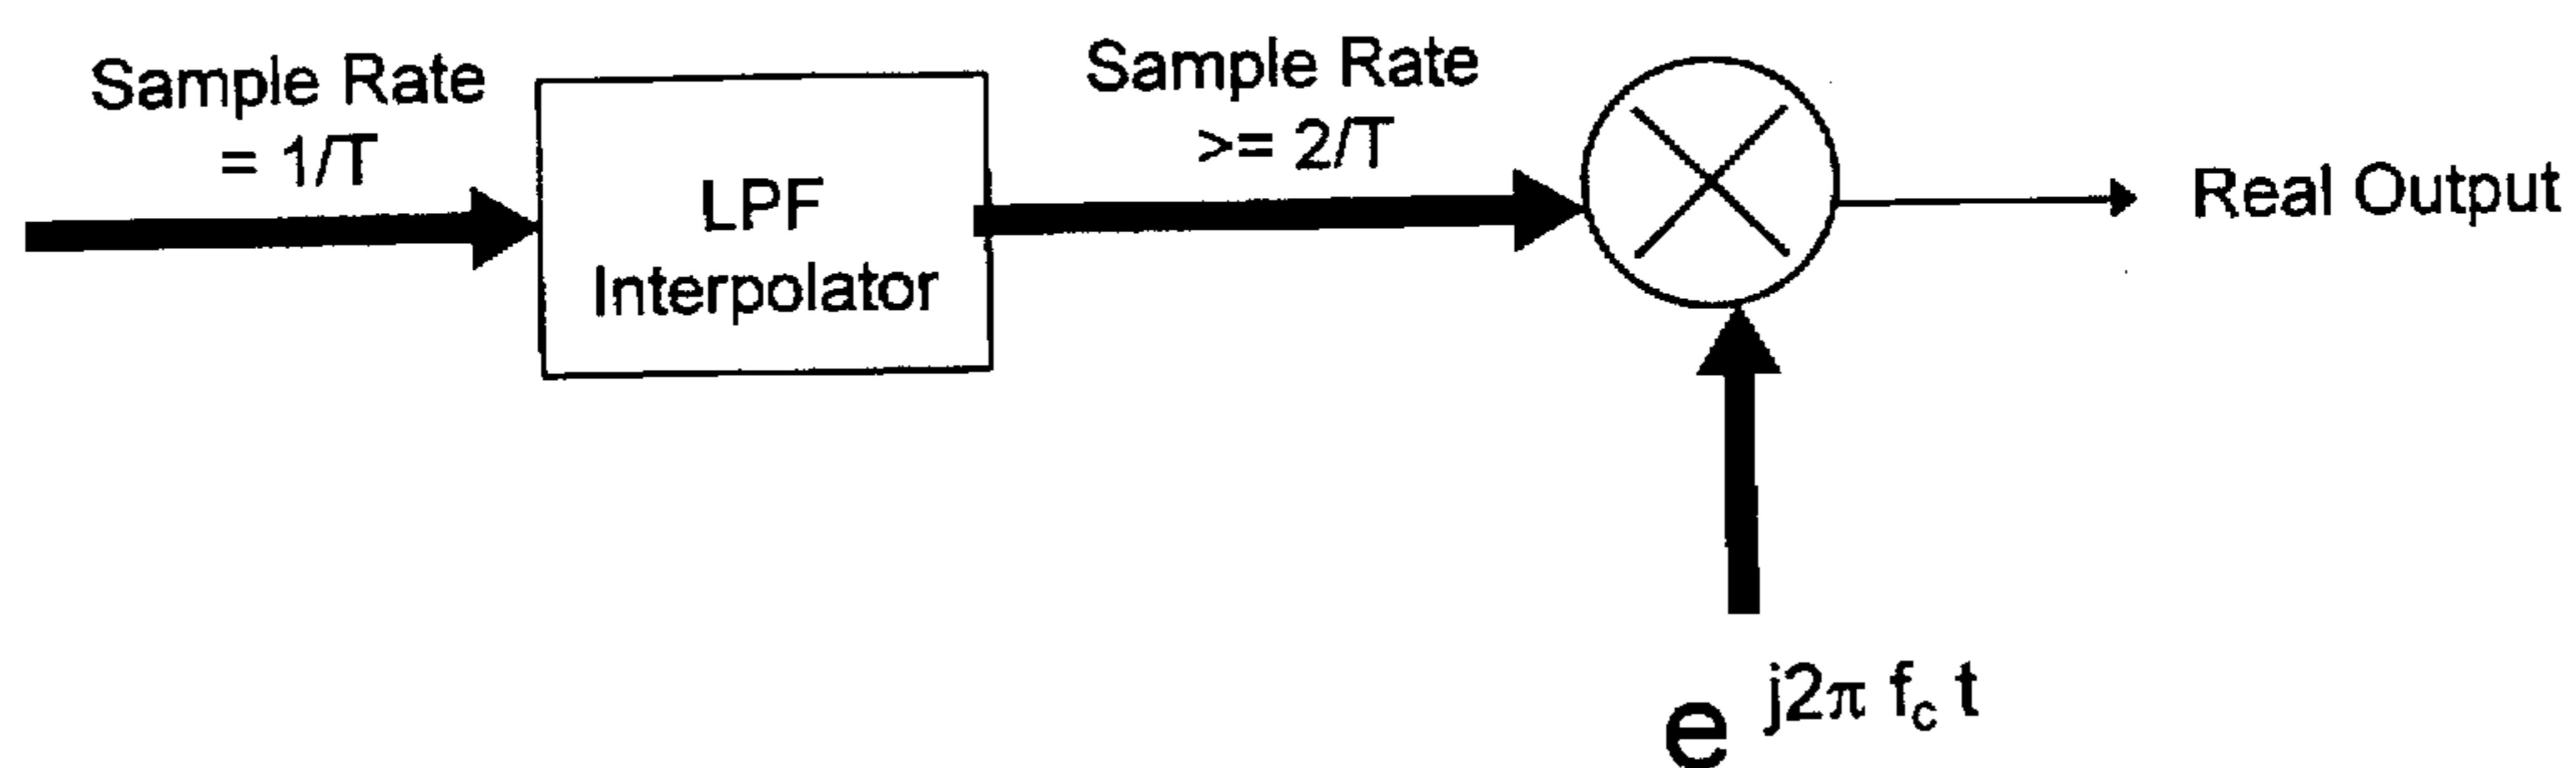 Sample Rate
= 1/T
LPF
Interpolator
Sample Rate
>= 2/T
Real Output
e j2π fc t